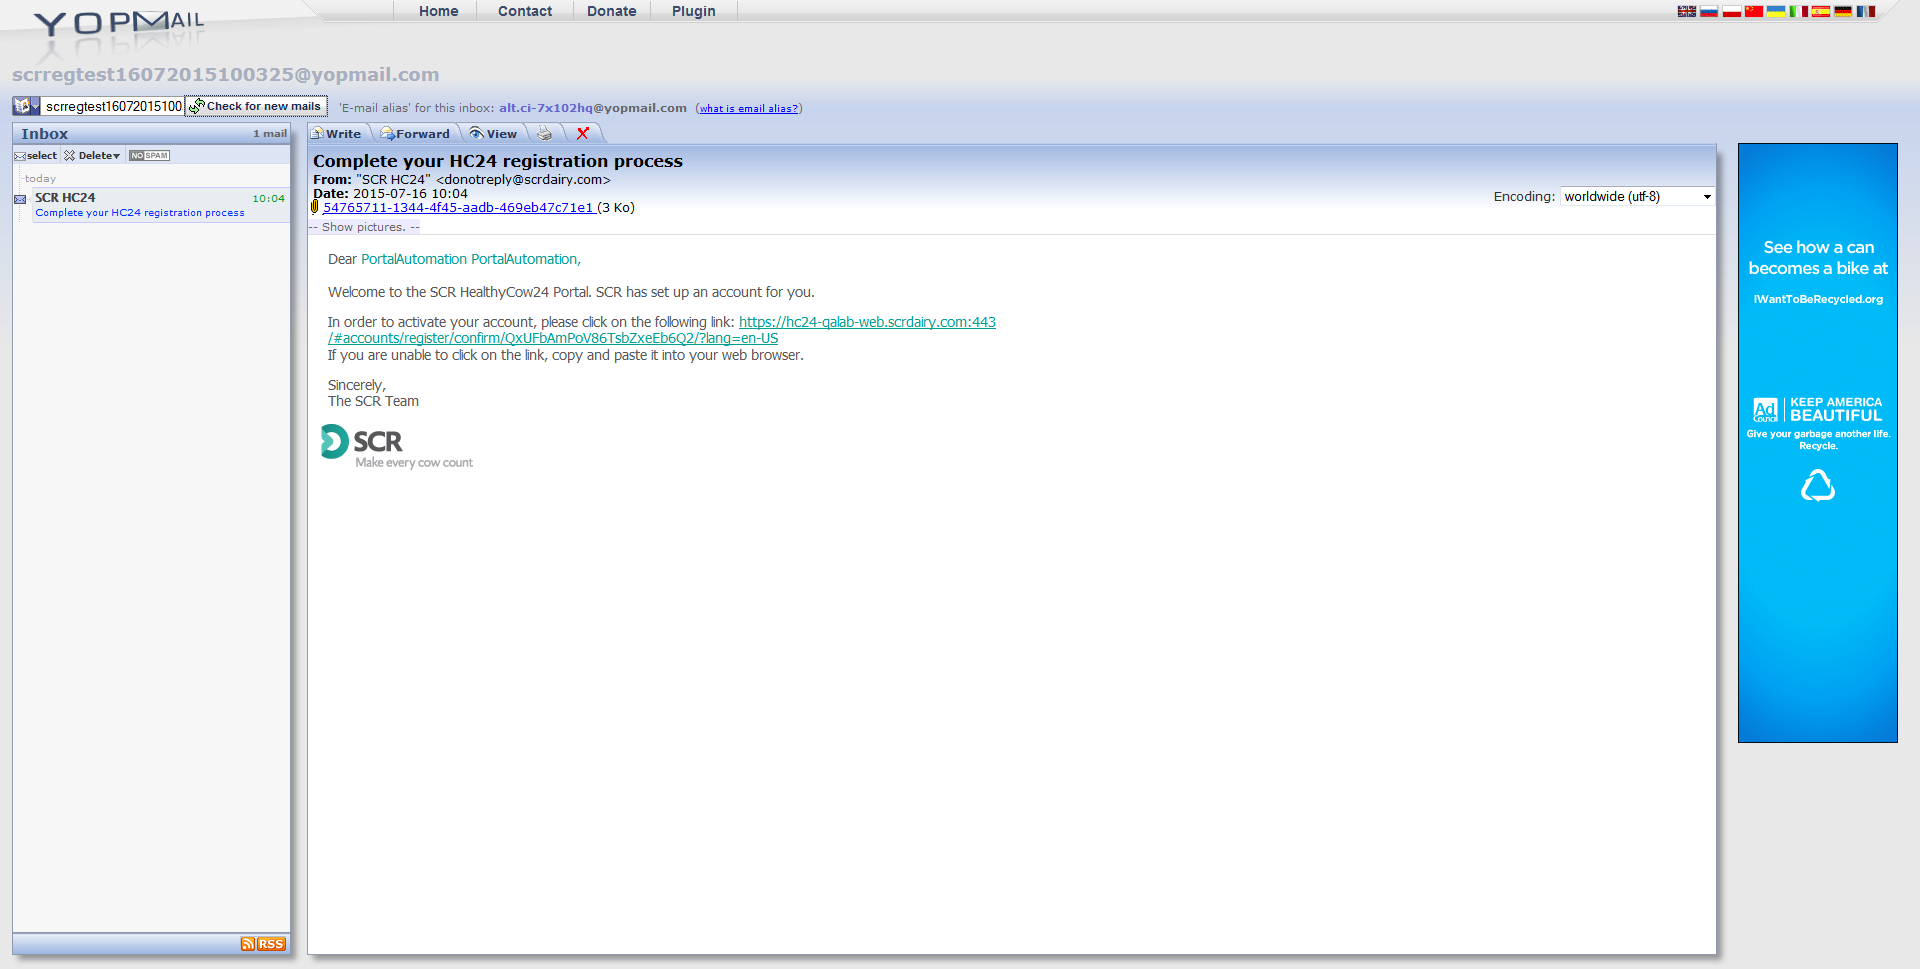 YOPMAIL
Home Contact Donate Plugin
scrregtest16072015100325@yopmail.com
scrregtest16072015100 Check for new mails 'E-mail alias' for this inbox: alt.ci-7x102hq@yopmail.com (what is email alias?)
Inbox 1 mail
select Delete NO SPAM
today
SCR HC24 10:04
Complete your HC24 registration process
RSS
Write Forward View
Complete your HC24 registration process
From: "SCR HC24" <donotreply@scrdairy.com>
Date: 2015-07-16 10:04
Encoding: worldwide (utf-8)
54765711-1344-4f45-aadb-469eb47c71e1 (3 Ko)
-- Show pictures. --
Dear PortalAutomation PortalAutomation,
Welcome to the SCR HealthyCow24 Portal. SCR has set up an account for you.
In order to activate your account, please click on the following link: https://hc24-qalab-web.scrdairy.com:443
/#accounts/register/confirm/QxUFbAmPoV86TsbZxeEb6Q2/?lang=en-US
If you are unable to click on the link, copy and paste it into your web browser.
Sincerely,
The SCR Team
SCR
Make every cow count
See how a can
becomes a bike at
IWantToBeRecycled.org
Ad Council
KEEP AMERICA
BEAUTIFUL
Give your garbage another life.
Recycle.